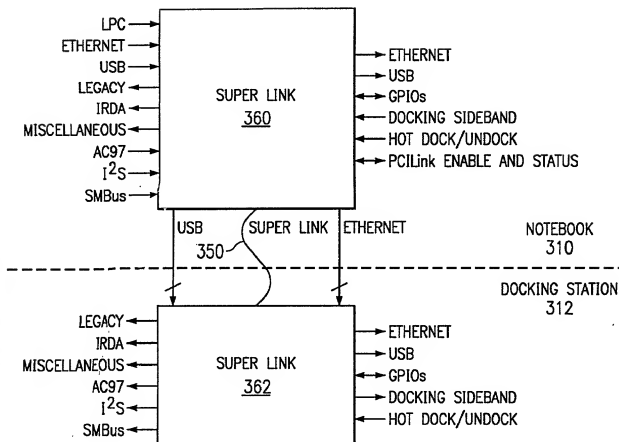 LPC
ETHERNET
USB
LEGACY
IRDA
MISCELLANEOUS
AC97
I²S
SMBus
SUPER LINK
360
ETHERNET
USB
GPIOs
DOCKING SIDEBAND
HOT DOCK/UNDOCK
PCILink ENABLE AND STATUS
USB
350
SUPER LINK
ETHERNET
NOTEBOOK
310
DOCKING STATION
312
LEGACY
IRDA
MISCELLANEOUS
AC97
I²S
SMBus
SUPER LINK
362
ETHERNET
USB
GPIOs
DOCKING SIDEBAND
HOT DOCK/UNDOCK